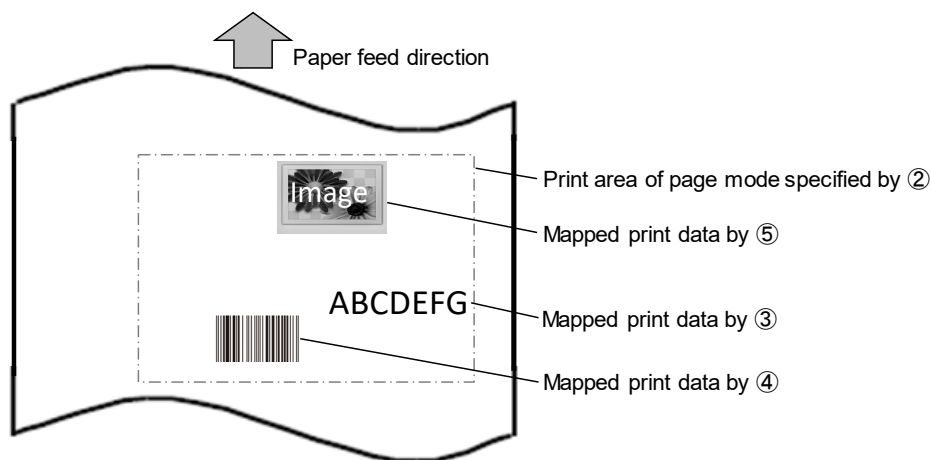 Paper feed direction
Print area of page mode specified by ②
Image
Mapped print data by ⑤
ABCDEFG
Mapped print data by ③
Mapped print data by ④